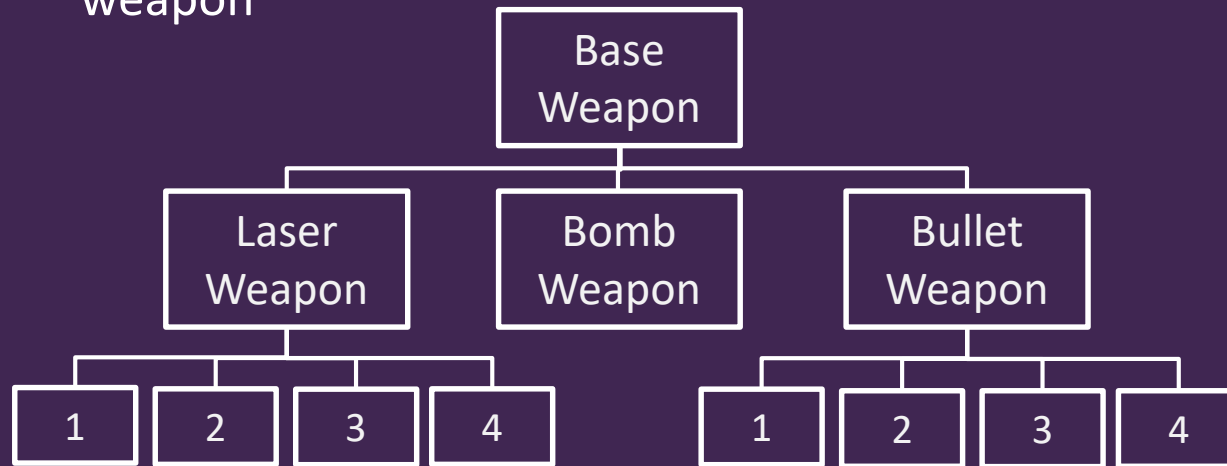 weapon
Base
Weapon
Laser
Weapon
Bomb
Weapon
Bullet
Weapon
1 2 3 4 1 2 3 4